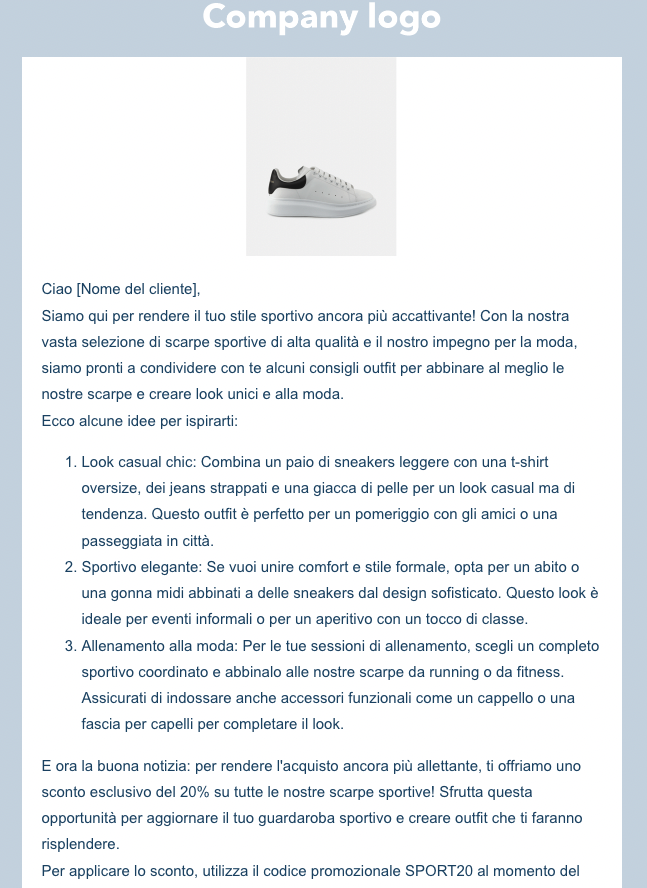 Company logo
Ciao [Nome del cliente],
Siamo qui per rendere il tuo stile sportivo ancora più accattivante! Con la nostra
vasta selezione di scarpe sportive di alta qualità e il nostro impegno per la moda,
siamo pronti a condividere con te alcuni consigli outfit per abbinare al meglio le
nostre scarpe e creare look unici e alla moda.
Ecco alcune idee per ispirarti:
1. Look casual chic: Combina un paio di sneakers leggere con una t-shirt
oversize, dei jeans strappati e una giacca di pelle per un look casual ma di
tendenza. Questo outfit è perfetto per un pomeriggio con gli amici o una
passeggiata in città.
2. Sportivo elegante: Se vuoi unire comfort e stile formale, opta per un abito o
una gonna midi abbinati a delle sneakers dal design sofisticato. Questo look è
ideale per eventi informali o per un aperitivo con un tocco di classe.
3. Allenamento alla moda: Per le tue sessioni di allenamento, scegli un completo
sportivo coordinato e abbinalo alle nostre scarpe da running o da fitness.
Assicurati di indossare anche accessori funzionali come un cappello o una
fascia per capelli per completare il look.
E ora la buona notizia: per rendere l'acquisto ancora più allettante, ti offriamo uno
sconto esclusivo del 20% su tutte le nostre scarpe sportive! Sfrutta questa
opportunità per aggiornare il tuo guardaroba sportivo e creare outfit che ti faranno
risplendere.
Per applicare lo sconto, utilizza il codice promozionale SPORT20 al momento del